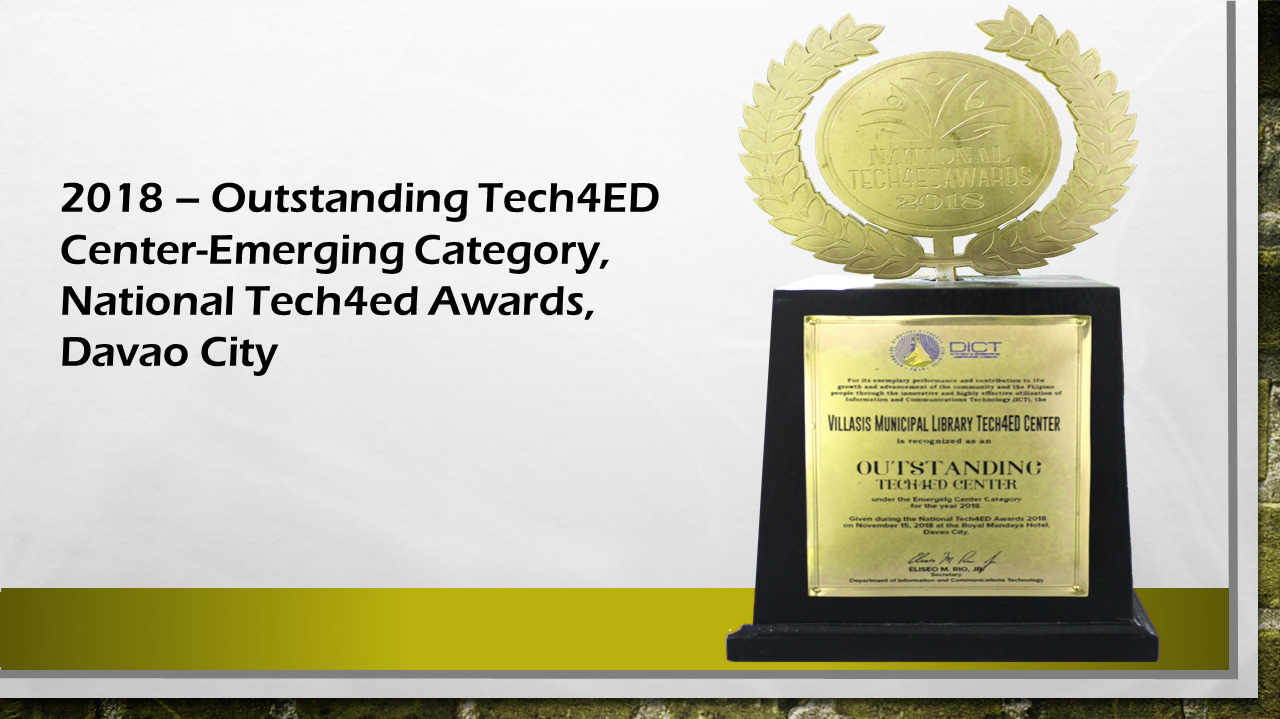 2018 – Outstanding Tech4ED
Center-Emerging Category,
National Tech4ed Awards,
Davao City
NATIONAL
TECH4ED AWARDS
2018
DICT
For its exemplary performance and contribution to the
growth and advancement of the community and the Filipino
people through the innovative and highly effective utilization of
Information and Communications Technology (ICT), the
VILLASIS MUNICIPAL LIBRARY TECH4ED CENTER
is recognized as an
OUTSTANDING
TECH4ED CENTER
under the Emerging Center Category
for the year 2018.
Given during the National Tech4ED Awards 2018
on November 15, 2018 at the Royal Mandaya Hotel,
Davao City.
ELISEO M. RIO, JR.
Secretary
Department of Information and Communications Technology